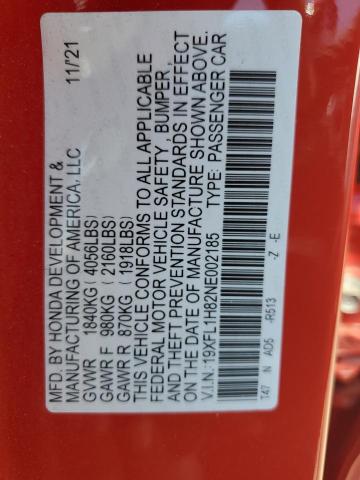 MFD. BY HONDA DEVELOPMENT &
MANUFACTURING OF AMERICA, LLC 11/21
GVWR 1840KG (4056LBS)
GAWR F 980KG (2160LBS)
GAWR R 870KG (1918LBS)
THIS VEHICLE CONFORMS TO ALL APPLICABLE
FEDERAL MOTOR VEHICLE SAFETY, BUMPER,
AND THEFT PREVENTION STANDARDS IN EFFECT
ON THE DATE OF MANUFACTURE SHOWN ABOVE.
V.I.N.: 19XFL1H82NE002185 TYPE: PASSENGER CAR
T47 N AD5 -R513 -Z -E